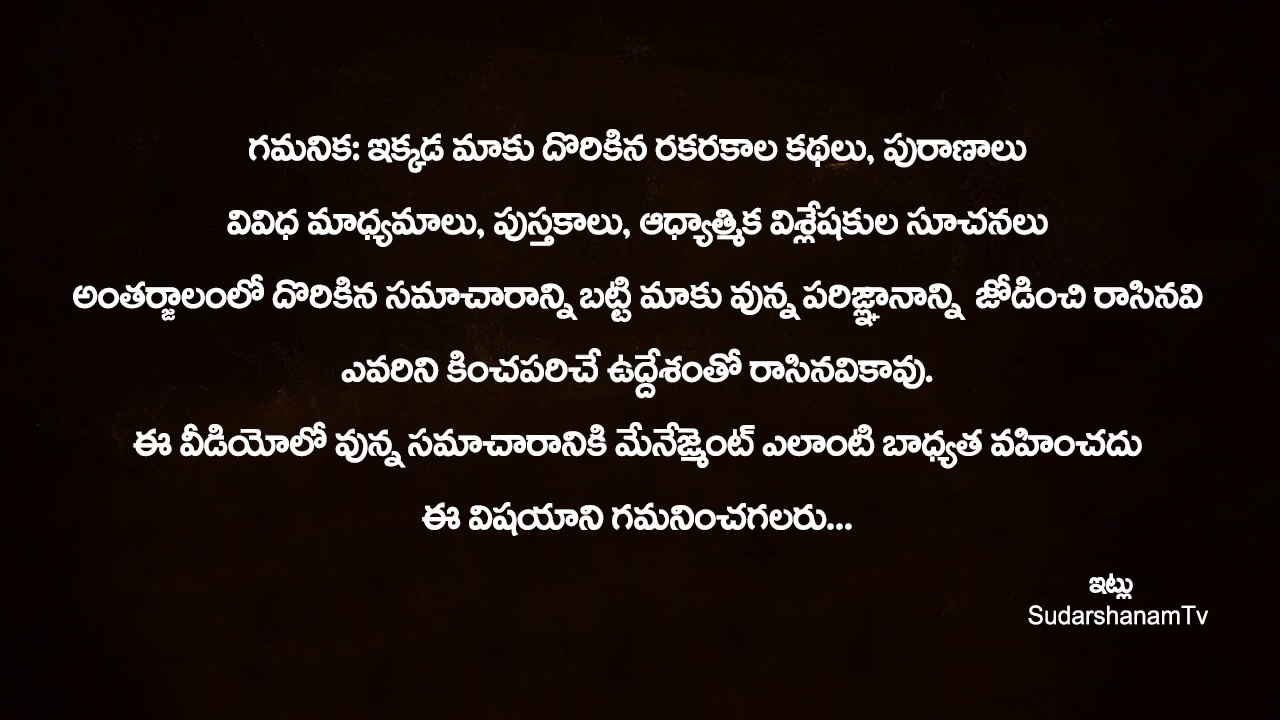 గమనిక: ఇక్కడ మాకు దొరికిన రకరకాల కథలు, పురాణాలు
వివిధ మాధ్యమాలు, పుస్తకాలు, ఆధ్యాత్మిక విశ్లేషకుల సూచనలు
అంతర్జాలంలో దొరికిన సమాచారాన్ని బట్టి మాకు వున్న పరిజ్ఞానాన్ని జోడించి రాసినవి
ఎవరిని కించపరిచే ఉద్దేశంతో రాసినవికావు.
ఈ వీడియోలో వున్న సమాచారానికి మేనేజ్మెంట్ ఎలాంటి బాధ్యత వహించదు
ఈ విషయాని గమనించగలరు...
ఇట్లు
SudarshanamTv